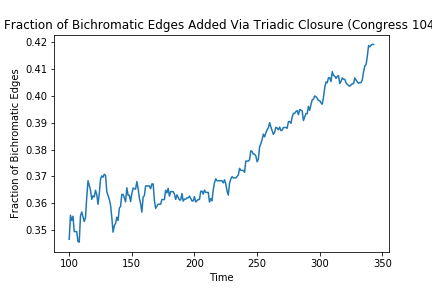 Fraction of Bichromatic Edges Added Via Triadic Closure (Congress 104
0.42
0.41
0.40
0.39
0.38
0.37
0.36
0.35
Fraction of Bichromatic Edges
100 150 200 250 300 350
Time